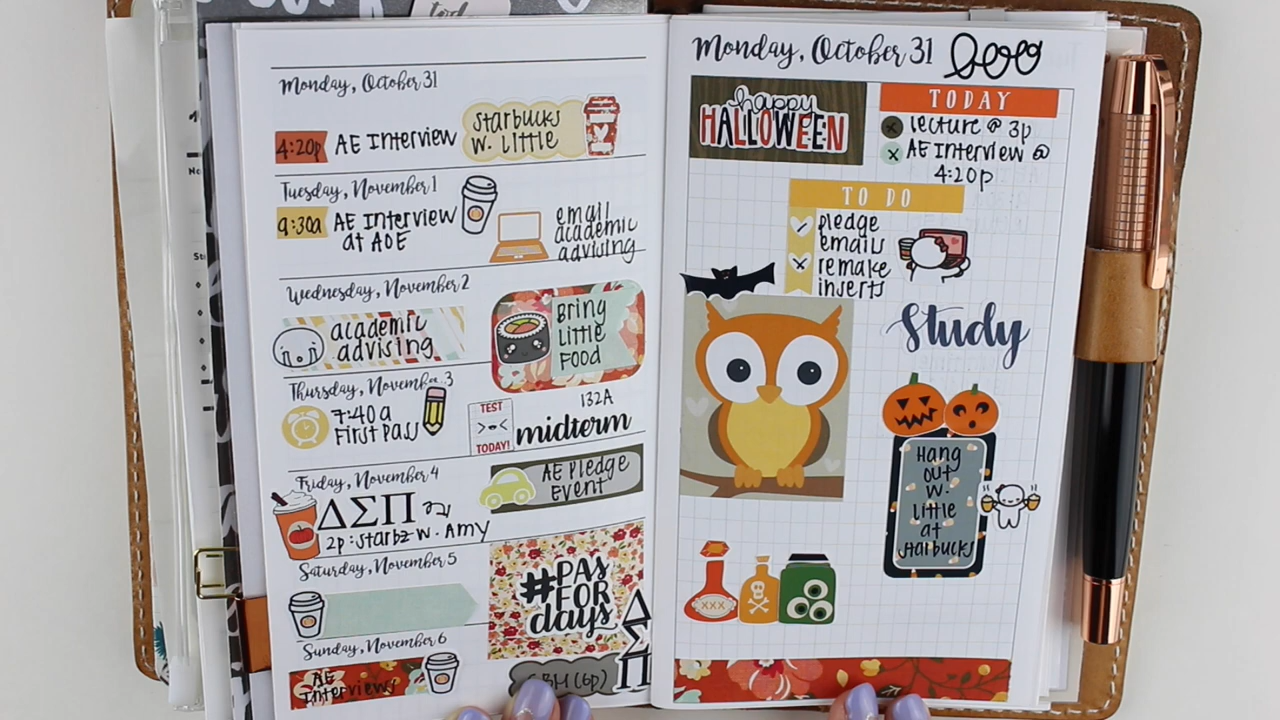 Monday, October 31
4:20p AE Interview
Starbucks
w. little
Tuesday, November 1
9:30a AE Interview
at AOE
email
academic
advising
Wednesday, November 2
academic
advising
Bring
little
Food
Thursday, November 3
7:40a
First Pass
TEST
TODAY!
132A
midterm
Friday, November 4
ΔΣΠ
2p: starbz w. Amy
AE Pledge
Event
Saturday, November 5
#PAS
FOR
days
Sunday, November 6
AE
Interviews
(6p)
Δ
Σ
Π
Monday, October 31 boo
happy
HALLOWEEN
TODAY
lecture @ 3p
AE Interview @
4:20p
TO DO
pledge
emails
remake
inserts
Study
Hang
out
w.
little
at
starbucks
XXX